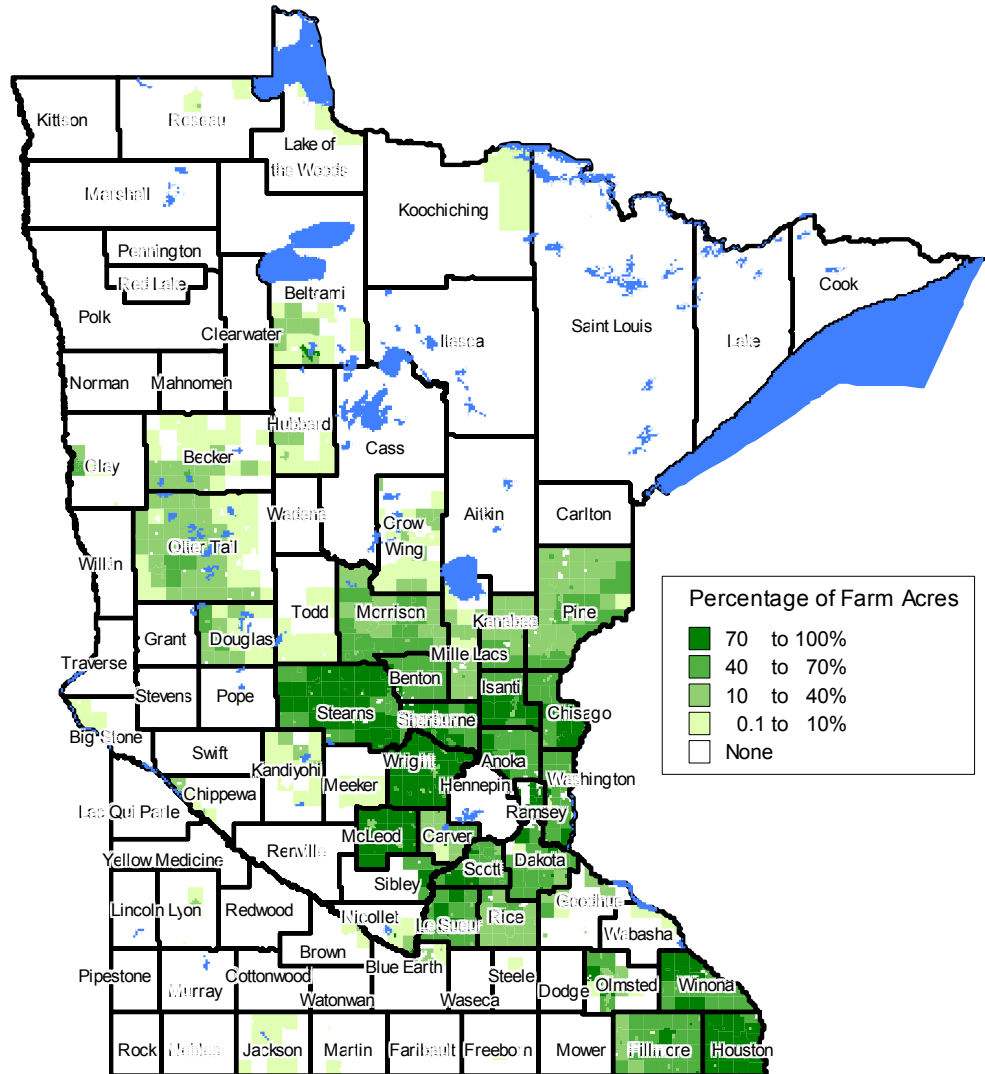 Kittson
Roseau
Lake of
the Woods
Marshall
Koochiching
Pennington
Red Lake
Polk
Beltrami
Clearwater
Itasca
Saint Louis
Lake
Cook
Norman
Mahnomen
Hubbard
Cass
Clay
Becker
Wadena
Crow
Wing
Aitkin
Carlton
Wilkin
Otter Tail
Todd
Morrison
Kanabec
Pine
Grant
Douglas
Mille Lacs
Traverse
Benton
Isanti
Stevens
Pope
Stearns
Sherburne
Chisago
Big Stone
Swift
Kandiyohi
Meeker
Wright
Anoka
Washington
Hennepin
Chippewa
Lac Qui Parle
Ramsey
McLeod
Carver
Renville
Yellow Medicine
Scott
Dakota
Sibley
Lincoln
Lyon
Redwood
Nicollet
Le Sueur
Rice
Goodhue
Wabasha
Brown
Blue Earth
Pipestone
Murray
Cottonwood
Watonwan
Waseca
Steele
Dodge
Olmsted
Winona
Rock
Nobles
Jackson
Martin
Faribault
Freeborn
Mower
Fillmore
Houston
Percentage of Farm Acres
70 to 100%
40 to 70%
10 to 40%
0.1 to 10%
None